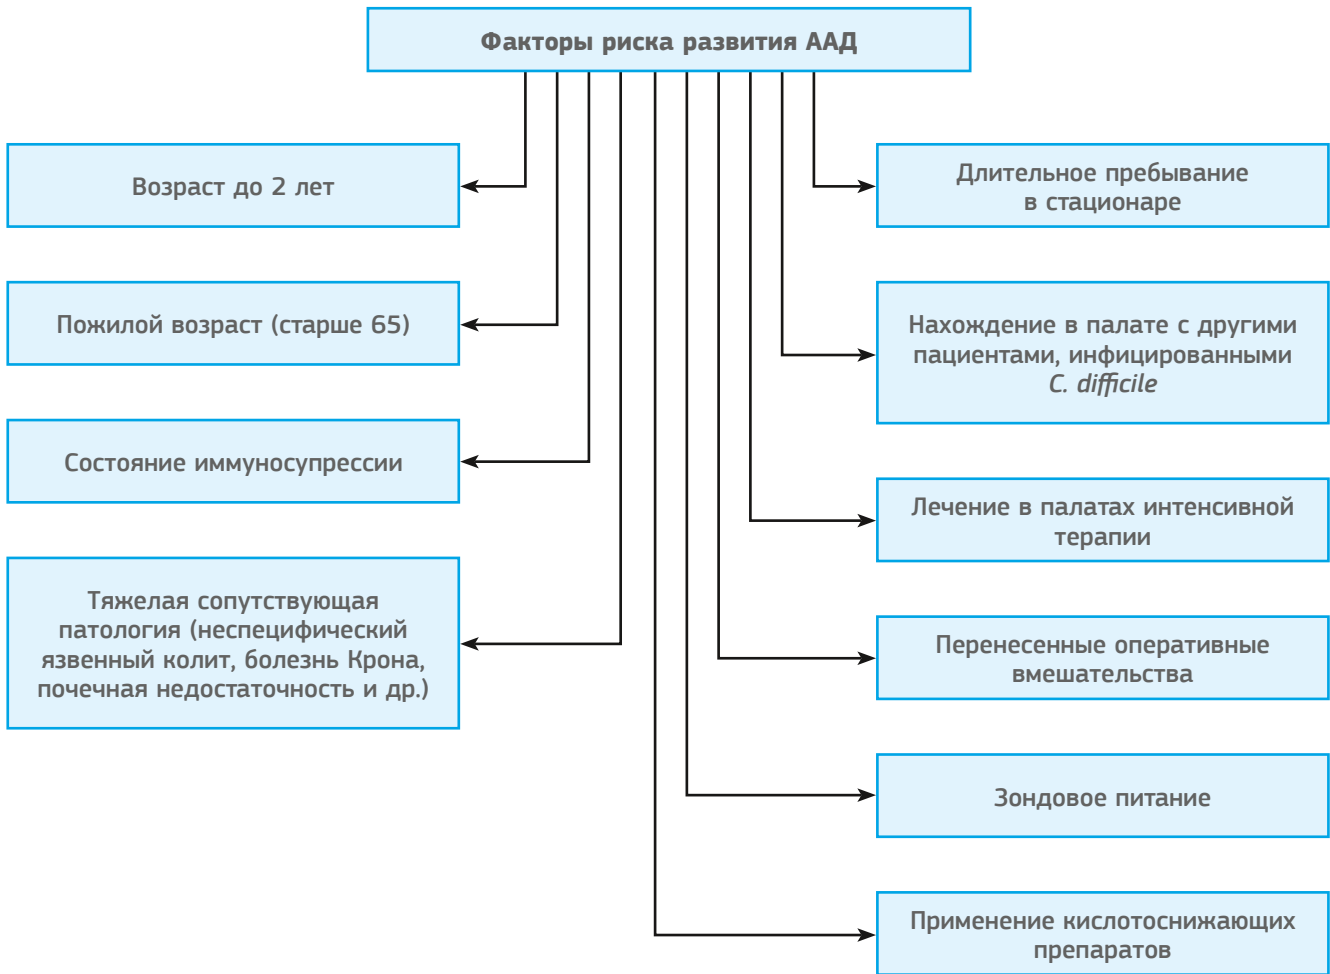 Факторы риска развития ААД
Возраст до 2 лет
Пожилой возраст (старше 65)
Состояние иммуносупрессии
Тяжелая сопутствующая
патология (неспецифический
язвенный колит, болезнь Крона,
почечная недостаточность и др.)
Длительное пребывание
в стационаре
Нахождение в палате с другими
пациентами, инфицированными
C. difficile
Лечение в палатах интенсивной
терапии
Перенесенные оперативные
вмешательства
Зондовое питание
Применение кислотоснижающих
препаратов